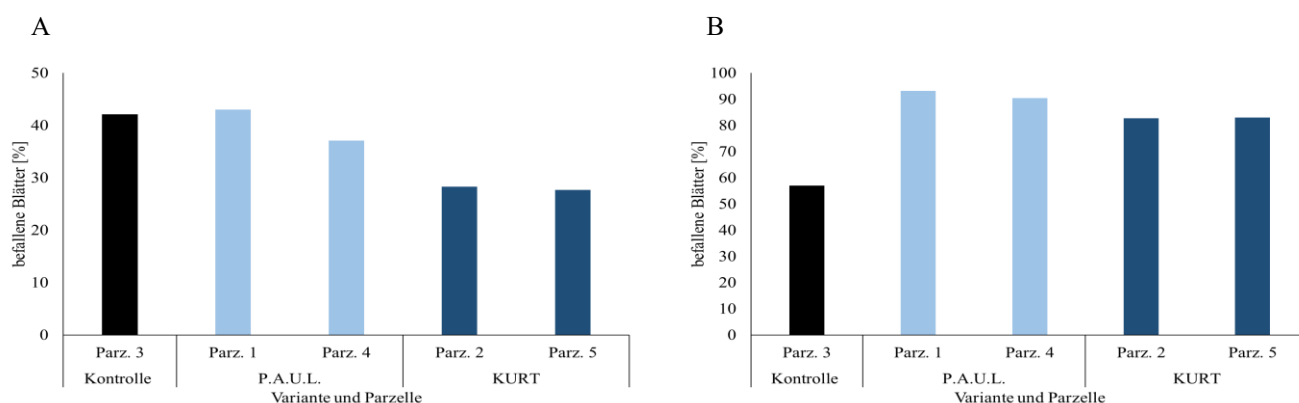 A
befallene Blätter [%]
50
40
30
20
10
0
Parz. 3 Parz. 1 Parz. 4 Parz. 2 Parz. 5
Kontrolle P.A.U.L. KURT
Variante und Parzelle
B
befallene Blätter [%]
100
90
80
70
60
50
40
30
20
10
0
Parz. 3 Parz. 1 Parz. 4 Parz. 2 Parz. 5
Kontrolle P.A.U.L. KURT
Variante und Parzelle